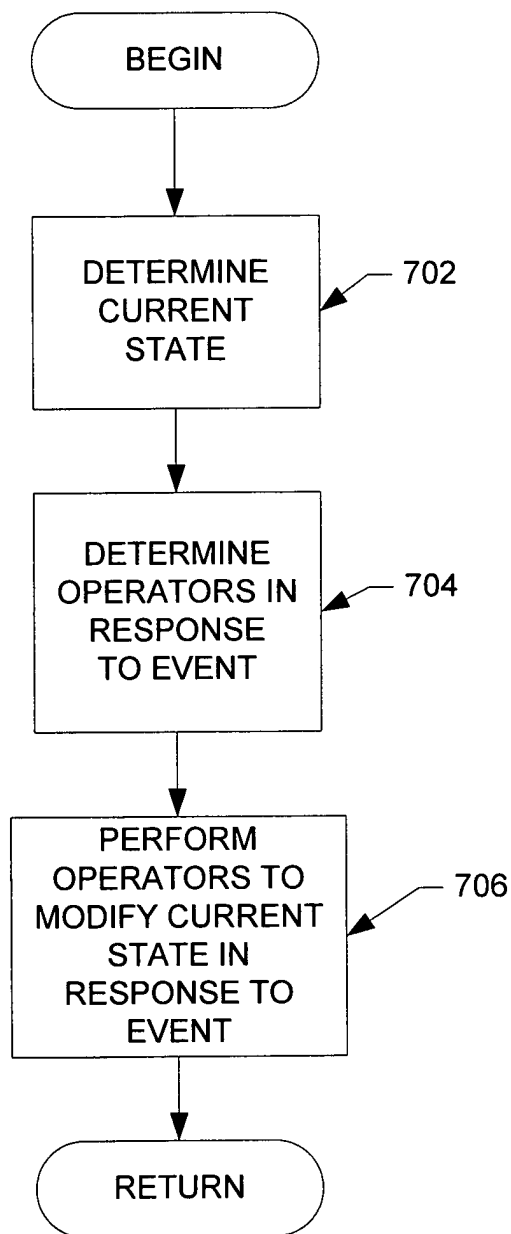 BEGIN
DETERMINE
CURRENT
STATE
702
DETERMINE
OPERATORS IN
RESPONSE
TO EVENT
704
PERFORM
OPERATORS TO
MODIFY CURRENT
STATE IN
RESPONSE TO
EVENT
706
RETURN